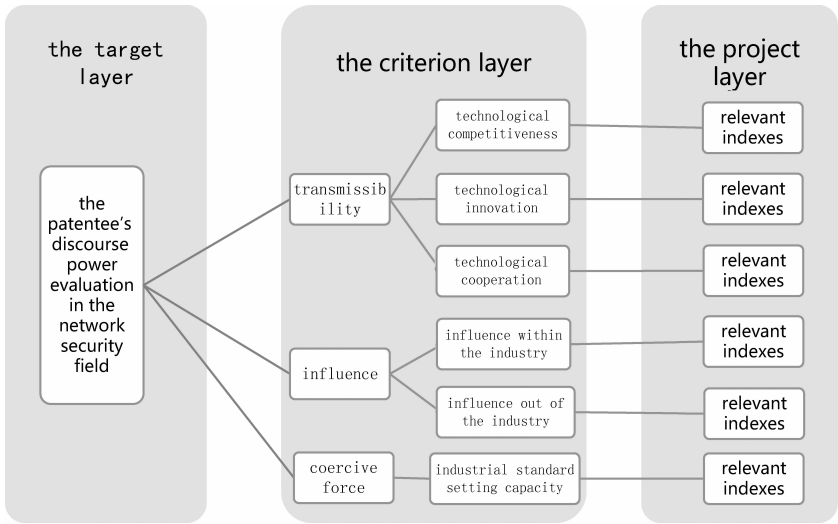 the target
layer
the criterion layer
the project
layer
the
patentee's
discourse
power
evaluation
in the
network
security
field
transmissib
ility
technological
competitiveness
relevant
indexes
technological
innovation
relevant
indexes
technological
cooperation
relevant
indexes
influence
influence within
the industry
relevant
indexes
influence out of
the industry
relevant
indexes
coercive
force
industrial standard
setting capacity
relevant
indexes